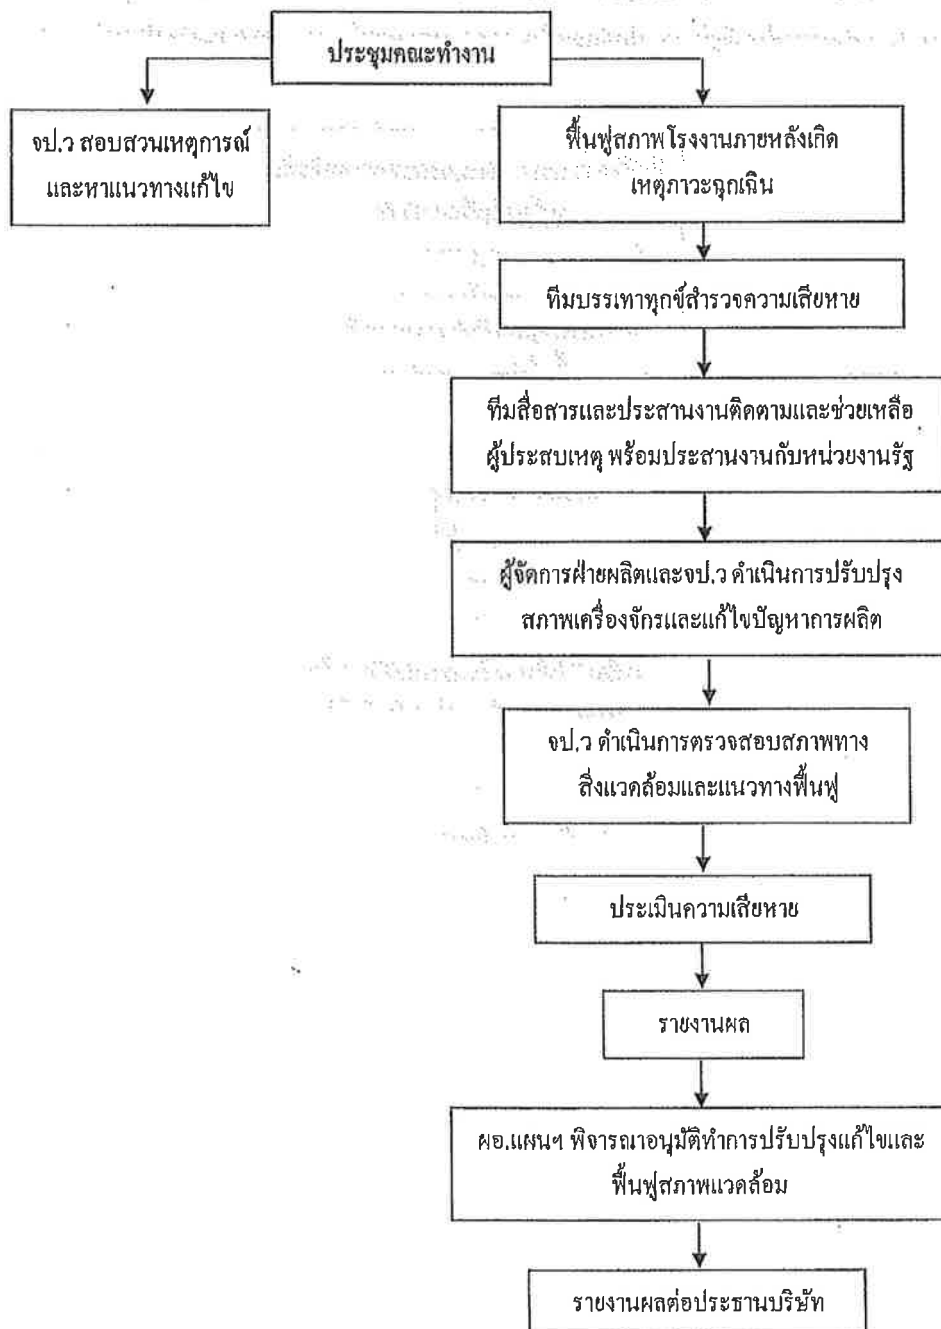 ประชุมคณะทำงาน
จป.ว สอบสวนเหตุการณ์
และหาแนวทางแก้ไข
ฟื้นฟูสภาพโรงงานภายหลังเกิด
เหตุภาวะฉุกเฉิน
ทีมบรรเทาทุกข์สำรวจความเสียหาย
ทีมสื่อสารและประสานงานติดตามและช่วยเหลือ
ผู้ประสบเหตุ พร้อมประสานงานกับหน่วยงานรัฐ
ผู้จัดการฝ่ายผลิตและจป.ว ดำเนินการปรับปรุง
สภาพเครื่องจักรและแก้ไขปัญหาการผลิต
จป.ว ดำเนินการตรวจสอบสภาพทาง
สิ่งแวดล้อมและแนวทางฟื้นฟู
ประเมินความเสียหาย
รายงานผล
ผอ.แผนฯ พิจารณาอนุมัติทำการปรับปรุงแก้ไขและ
ฟื้นฟูสภาพแวดล้อม
รายงานผลต่อประธานบริษัท